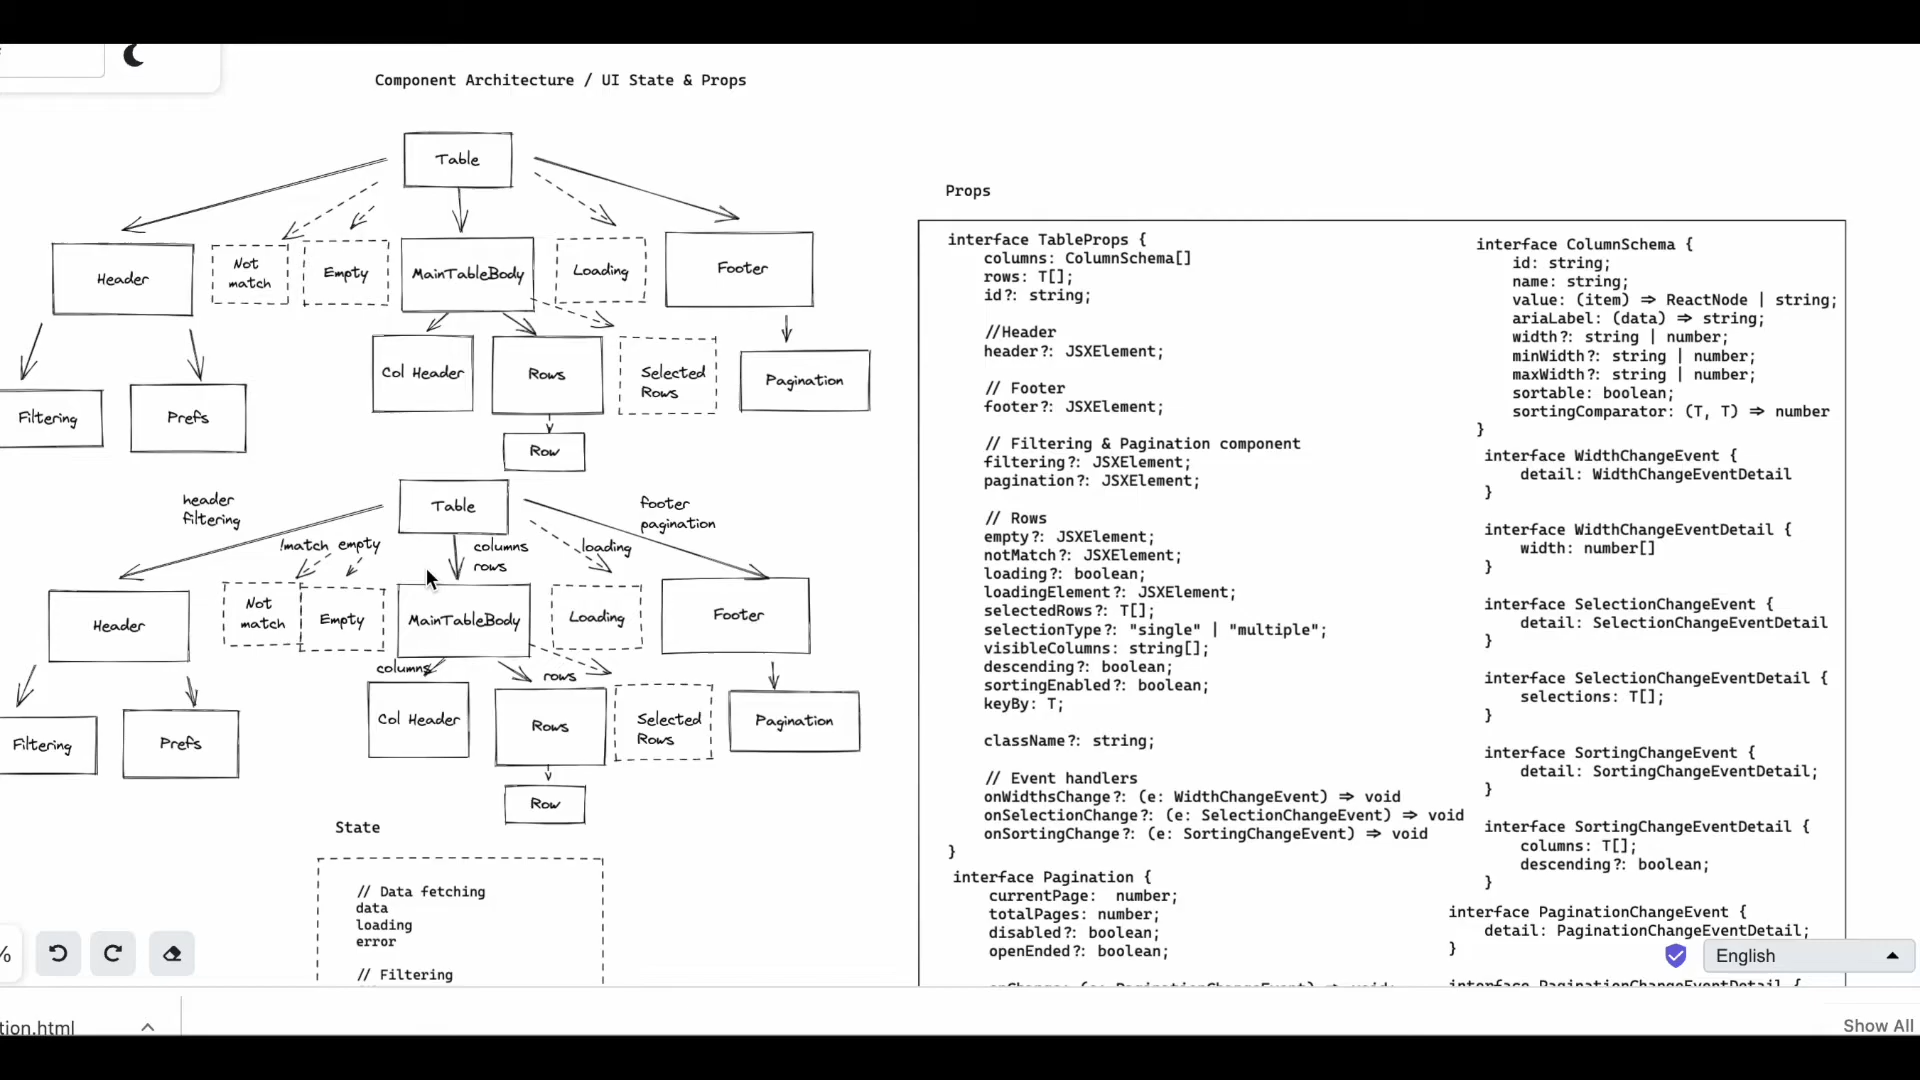 Component Architecture / UI State & Props
Table
Header
Not
match
Empty
MainTableBody
Loading
Footer
Filtering
Prefs
Col Header
Rows
Selected
Rows
Pagination
Row
header
filtering
Table
footer
pagination
!match empty
columns
rows
loading
Header
Not
match
Empty
MainTableBody
Loading
Footer
columns
rows
Filtering
Prefs
Col Header
Rows
Selected
Rows
Pagination
Row
State
// Data fetching
data
loading
error
// Filtering
Props
interface TableProps {
columns: ColumnSchema[]
rows: T[];
id?: string;
//Header
header?: JSXElement;
// Footer
footer?: JSXElement;
// Filtering & Pagination component
filtering?: JSXElement;
pagination?: JSXElement;
// Rows
empty?: JSXElement;
notMatch?: JSXElement;
loading?: boolean;
loadingElement?: JSXElement;
selectedRows?: T[];
selectionType?: "single" | "multiple";
visibleColumns: string[];
descending?: boolean;
sortingEnabled?: boolean;
keyBy: T;
className?: string;
// Event handlers
onWidthsChange?: (e: WidthChangeEvent) => void
onSelectionChange?: (e: SelectionChangeEvent) => void
onSortingChange?: (e: SortingChangeEvent) => void
}
interface Pagination {
currentPage: number;
totalPages: number;
disabled?: boolean;
openEnded?: boolean;
interface ColumnSchema {
id: string;
name: string;
value: (item) => ReactNode | string;
ariaLabel: (data) => string;
width?: string | number;
minWidth?: string | number;
maxWidth?: string | number;
sortable: boolean;
sortingComparator: (T, T) => number
}
interface WidthChangeEvent {
detail: WidthChangeEventDetail
}
interface WidthChangeEventDetail {
width: number[]
}
interface SelectionChangeEvent {
detail: SelectionChangeEventDetail
}
interface SelectionChangeEventDetail {
selections: T[];
}
interface SortingChangeEvent {
detail: SortingChangeEventDetail;
}
interface SortingChangeEventDetail {
columns: T[];
descending?: boolean;
}
interface PaginationChangeEvent {
detail: PaginationChangeEventDetail;
}
%
English
tion.html
Show All